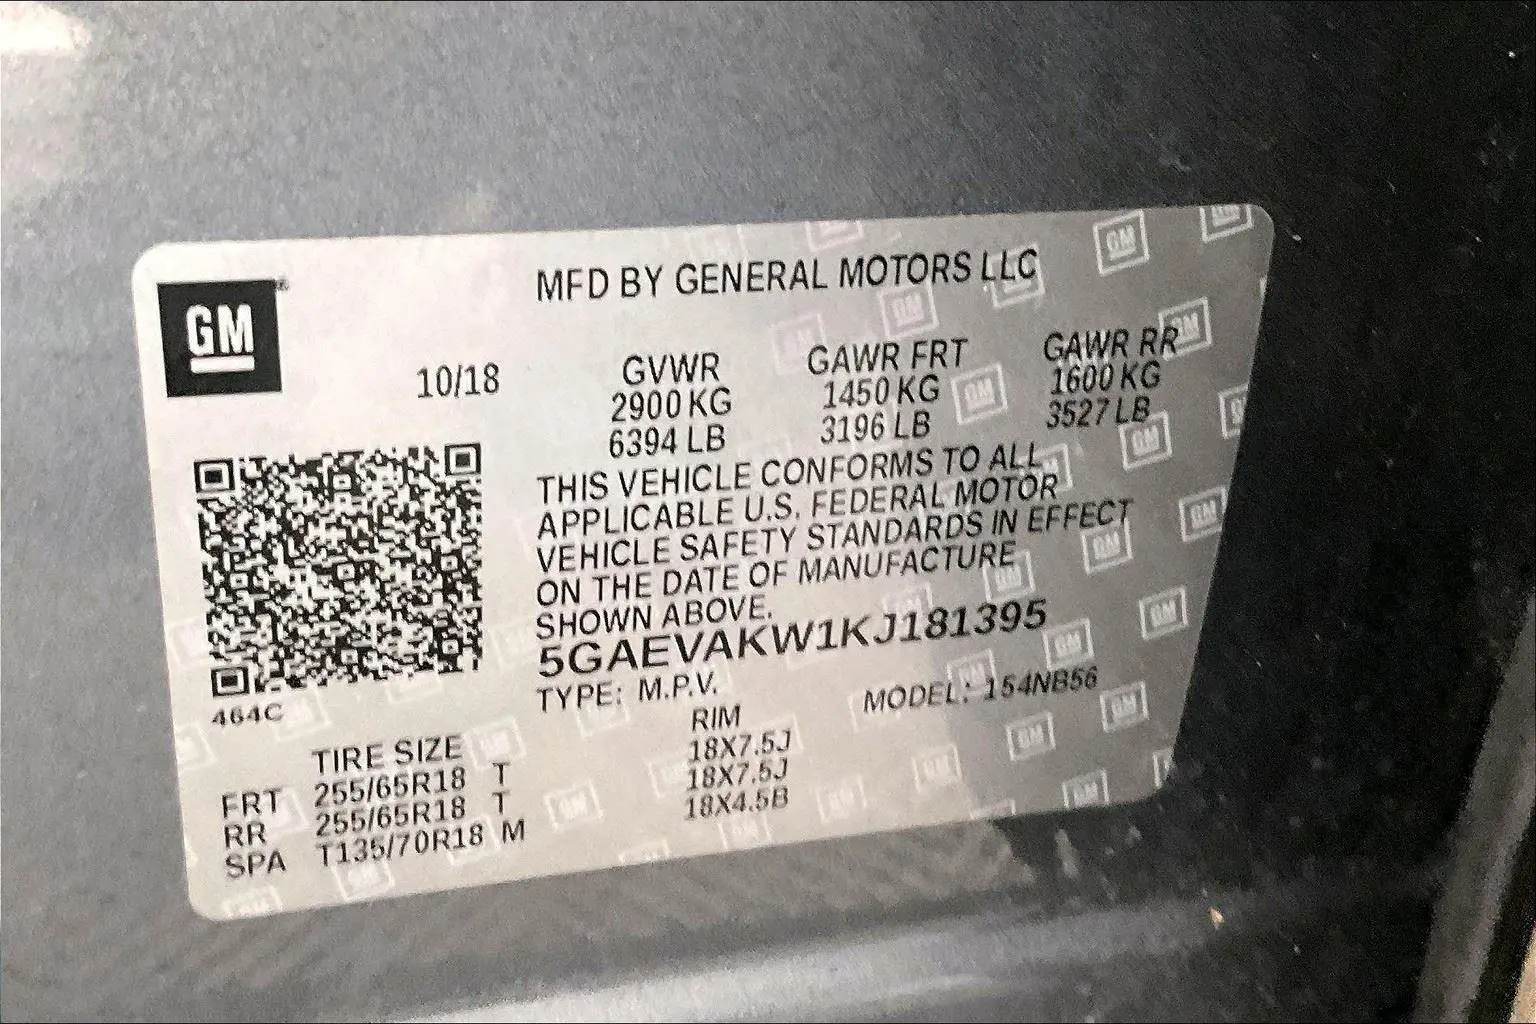 GM
MFD BY GENERAL MOTORS LLC
10/18
GVWR GAWR FRT GAWR RR
2900 KG 1450 KG 1600 KG
6394 LB 3196 LB 3527 LB
THIS VEHICLE CONFORMS TO ALL
APPLICABLE U.S. FEDERAL MOTOR
VEHICLE SAFETY STANDARDS IN EFFECT
ON THE DATE OF MANUFACTURE
SHOWN ABOVE.
5GAEVAKW1KJ181395
TYPE: M.P.V. MODEL: 154NB56
464C
TIRE SIZE RIM
FRT 255/65R18 T 18X7.5J
RR 255/65R18 T 18X7.5J
SPA T135/70R18 M 18X4.5B